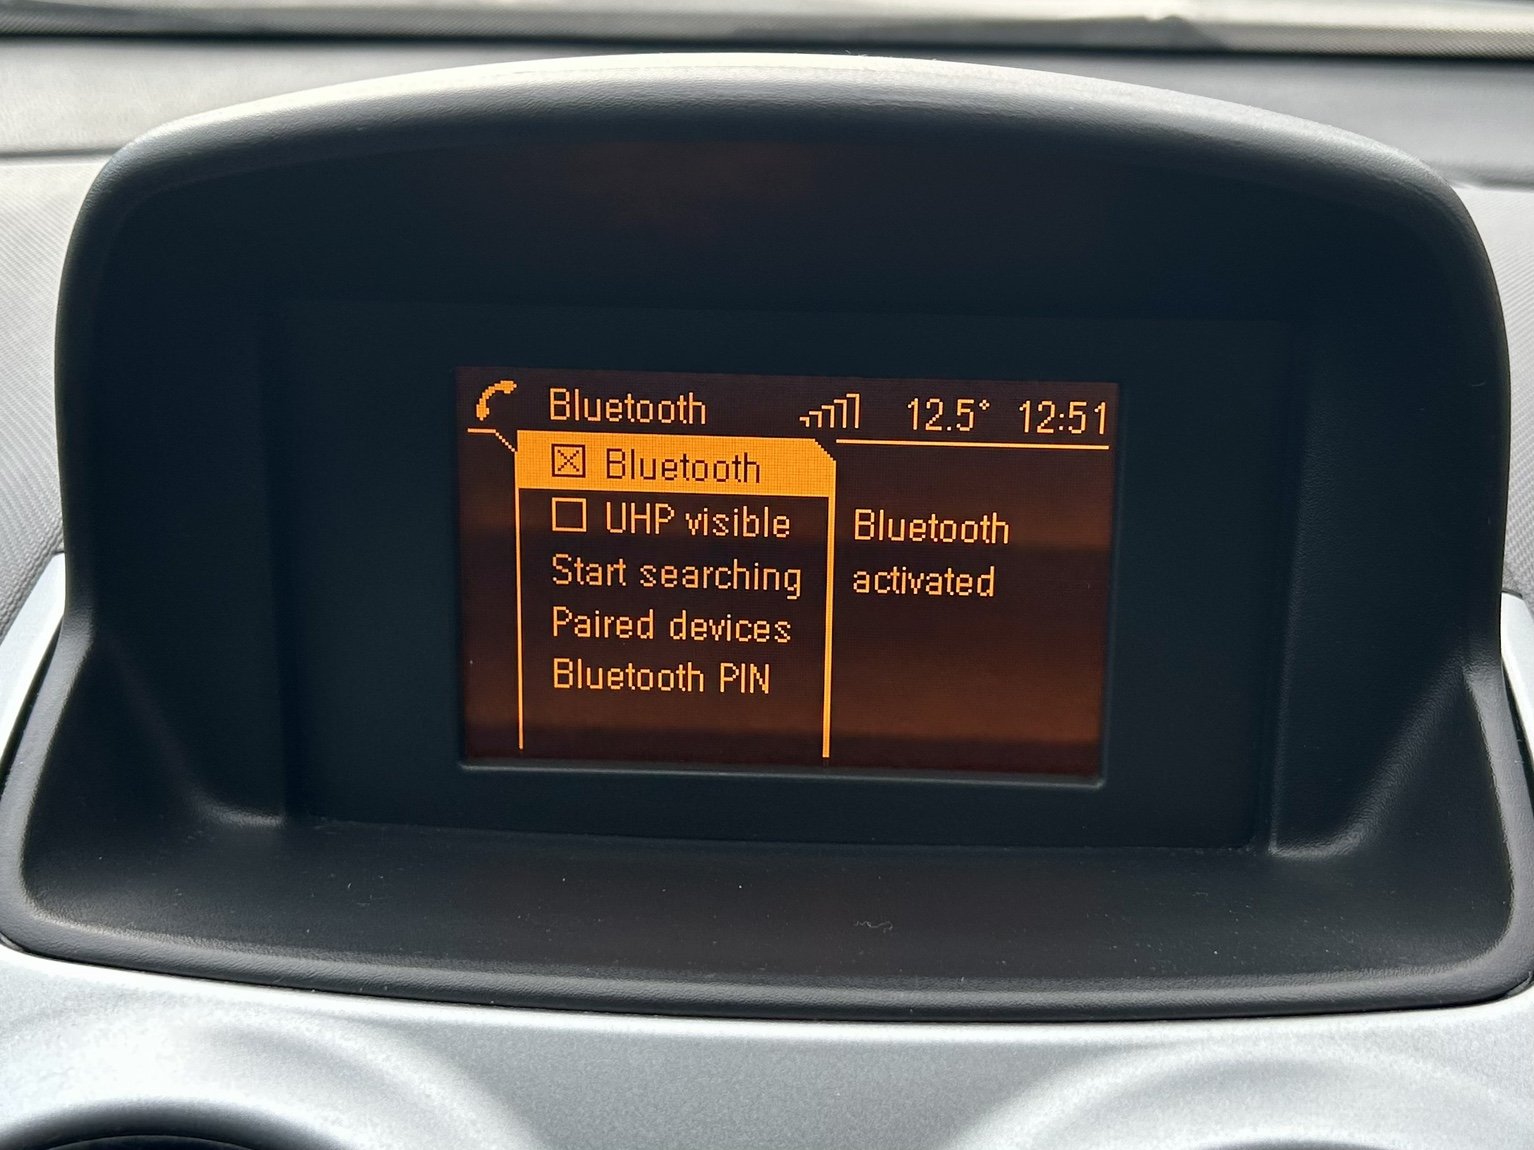 Bluetooth 12.5° 12:51
Bluetooth
UHP visible
Start searching
Paired devices
Bluetooth PIN
Bluetooth
activated